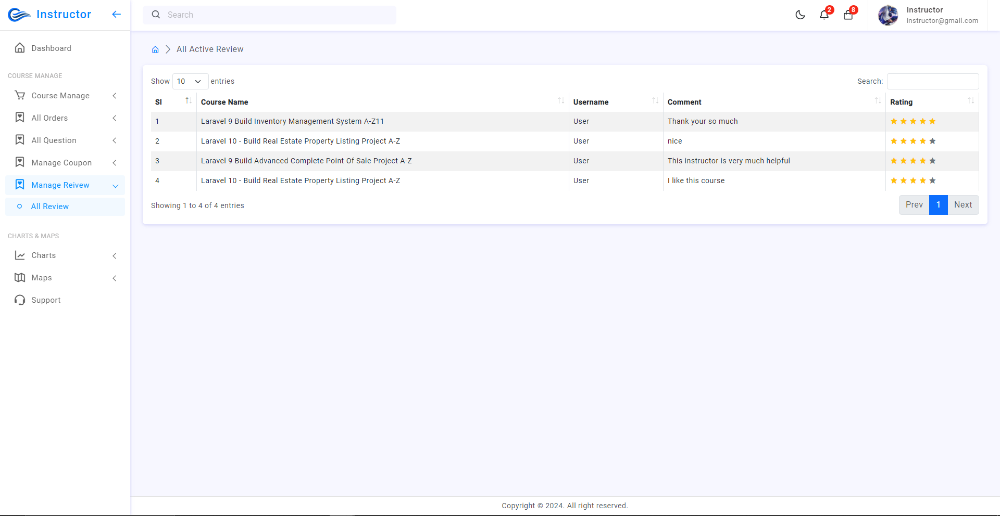 Instructor
Search
2
8
Instructor
instructor@gmail.com
Dashboard
COURSE MANAGE
Course Manage
All Orders
All Question
Manage Coupon
Manage Reivew
All Review
CHARTS & MAPS
Charts
Maps
Support
All Active Review
Show 10 entries
Search:
Sl Course Name Username Comment Rating
1 Laravel 9 Build Inventory Management System A-Z11 User Thank your so much
2 Laravel 10 - Build Real Estate Property Listing Project A-Z User nice
3 Laravel 9 Build Advanced Complete Point Of Sale Project A-Z User This instructor is very much helpful
4 Laravel 10 - Build Real Estate Property Listing Project A-Z User I like this course
Showing 1 to 4 of 4 entries
Prev 1 Next
Copyright © 2024. All right reserved.